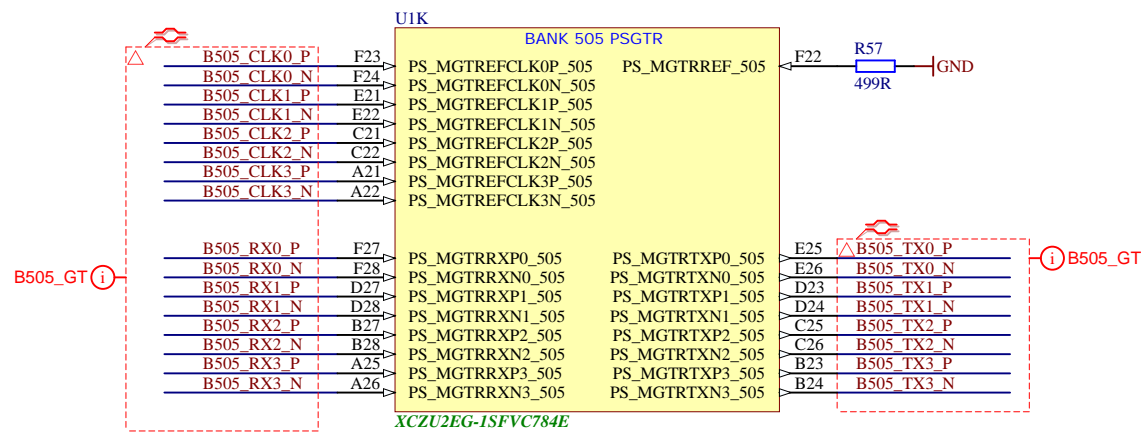 U1K
BANK 505 PSGTR
B505_CLK0_P F23 PS_MGTREFCLK0P_505 PS_MGTRREF_505 F22 R57 GND
499R
B505_CLK0_N F24 PS_MGTREFCLK0N_505
B505_CLK1_P E21 PS_MGTREFCLK1P_505
B505_CLK1_N E22 PS_MGTREFCLK1N_505
B505_CLK2_P C21 PS_MGTREFCLK2P_505
B505_CLK2_N C22 PS_MGTREFCLK2N_505
B505_CLK3_P A21 PS_MGTREFCLK3P_505
B505_CLK3_N A22 PS_MGTREFCLK3N_505
B505_RX0_P F27 PS_MGTRRXP0_505 PS_MGTRTXP0_505 E25 B505_TX0_P
B505_GT i B505_RX0_N F28 PS_MGTRRXN0_505 PS_MGTRTXN0_505 E26 B505_TX0_N i B505_GT
B505_RX1_P D27 PS_MGTRRXP1_505 PS_MGTRTXP1_505 D23 B505_TX1_P
B505_RX1_N D28 PS_MGTRRXN1_505 PS_MGTRTXN1_505 D24 B505_TX1_N
B505_RX2_P B27 PS_MGTRRXP2_505 PS_MGTRTXP2_505 C25 B505_TX2_P
B505_RX2_N B28 PS_MGTRRXN2_505 PS_MGTRTXN2_505 C26 B505_TX2_N
B505_RX3_P A25 PS_MGTRRXP3_505 PS_MGTRTXP3_505 B23 B505_TX3_P
B505_RX3_N A26 PS_MGTRRXN3_505 PS_MGTRTXN3_505 B24 B505_TX3_N
XCZU2EG-1SFVC784E